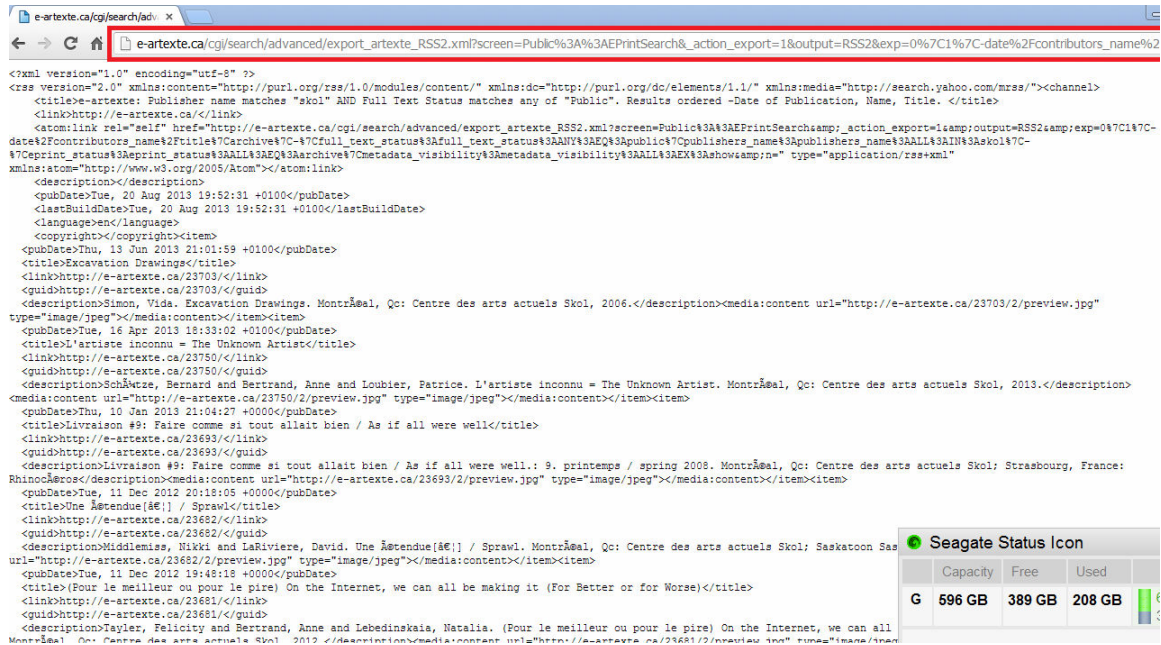 e-artexte.ca/cgi/search/adv
e-artexte.ca/cgi/search/advanced/export_artexte_RSS2.xml?screen=Public%3A%3AEPrintSearch&_action_export=1&output=RSS2&exp=0%7C1%7C-date%2Fcontributors_name%2
<?xml version="1.0" encoding="utf-8" ?>
<rss version="2.0" xmlns:content="http://purl.org/rss/1.0/modules/content/" xmlns:dc="http://purl.org/dc/elements/1.1/" xmlns:media="http://search.yahoo.com/mrss/"><channel>
<title>e-artexte: Publisher name matches "skol" AND Full Text Status matches any of "Public". Results ordered -Date of Publication, Name, Title. </title>
<link>http://e-artexte.ca/</link>
<atom:link rel="self" href="http://e-artexte.ca/cgi/search/advanced/export_artexte_RSS2.xml?screen=Public%3A%3AEPrintSearch&amp;_action_export=1&amp;output=RSS2&amp;exp=0%7C1%7C-
date%2Fcontributors_name%2Ftitle%7Carchive%7C-%7Cfull_text_status%3Afull_text_status%3AANY%3AEQ%3Apublic%7Cpublishers_name%3Apublishers_name%3AALL%3AIN%3Askol%7C-
%7Ceprint_status%3Aeprint_status%3AALL%3AEQ%3Aarchive%7Cmetadata_visibility%3Ametadata_visibility%3AALL%3AEX%3Ashow&amp;n=" type="application/rss+xml"
xmlns:atom="http://www.w3.org/2005/Atom"></atom:link>
<description></description>
<pubDate>Tue, 20 Aug 2013 19:52:31 +0100</pubDate>
<lastBuildDate>Tue, 20 Aug 2013 19:52:31 +0100</lastBuildDate>
<language>en</language>
<copyright></copyright><item>
<pubDate>Thu, 13 Jun 2013 21:01:59 +0100</pubDate>
<title>Excavation Drawings</title>
<link>http://e-artexte.ca/23703/</link>
<guid>http://e-artexte.ca/23703/</guid>
<description>Simon, Vida. Excavation Drawings. MontrÃ©al, Qc: Centre des arts actuels Skol, 2006.</description><media:content url="http://e-artexte.ca/23703/2/preview.jpg"
type="image/jpeg"></media:content></item><item>
<pubDate>Tue, 16 Apr 2013 18:33:02 +0100</pubDate>
<title>L'artiste inconnu = The Unknown Artist</title>
<link>http://e-artexte.ca/23750/</link>
<guid>http://e-artexte.ca/23750/</guid>
<description>SchÃ¼tze, Bernard and Bertrand, Anne and Loubier, Patrice. L'artiste inconnu = The Unknown Artist. MontrÃ©al, Qc: Centre des arts actuels Skol, 2013.</description>
<media:content url="http://e-artexte.ca/23750/2/preview.jpg" type="image/jpeg"></media:content></item><item>
<pubDate>Thu, 10 Jan 2013 21:04:27 +0000</pubDate>
<title>Livraison #9: Faire comme si tout allait bien / As if all were well</title>
<link>http://e-artexte.ca/23693/</link>
<guid>http://e-artexte.ca/23693/</guid>
<description>Livraison #9: Faire comme si tout allait bien / As if all were well.: 9. printemps / spring 2008. MontrÃ©al, Qc: Centre des arts actuels Skol; Strasbourg, France:
RhinocÃ©ros</description><media:content url="http://e-artexte.ca/23693/2/preview.jpg" type="image/jpeg"></media:content></item><item>
<pubDate>Tue, 11 Dec 2012 20:18:05 +0000</pubDate>
<title>Une Ã©tendue[â€¦] / Sprawl</title>
<link>http://e-artexte.ca/23682/</link>
<guid>http://e-artexte.ca/23682/</guid>
<description>Middlemiss, Nikki and LaRiviere, David. Une Ã©tendue[â€¦] / Sprawl. MontrÃ©al, Qc: Centre des arts actuels Skol; Saskatoon Sas
url="http://e-artexte.ca/23682/2/preview.jpg" type="image/jpeg"></media:content></item><item>
<pubDate>Tue, 11 Dec 2012 19:48:18 +0000</pubDate>
<title>(Pour le meilleur ou pour le pire) On the Internet, we can all be making it (For Better or for Worse)</title>
<link>http://e-artexte.ca/23681/</link>
<guid>http://e-artexte.ca/23681/</guid>
<description>Tayler, Felicity and Bertrand, Anne and Lebedinskaia, Natalia. (Pour le meilleur ou pour le pire) On the Internet, we can all
MontrÃ©al, Qc: Centre des arts actuels Skol, 2012.</description><media:content url="http://e-artexte.ca/23681/2/preview.jpg" type="image/jpeg
Seagate Status Icon
Capacity Free Used
G 596 GB 389 GB 208 GB